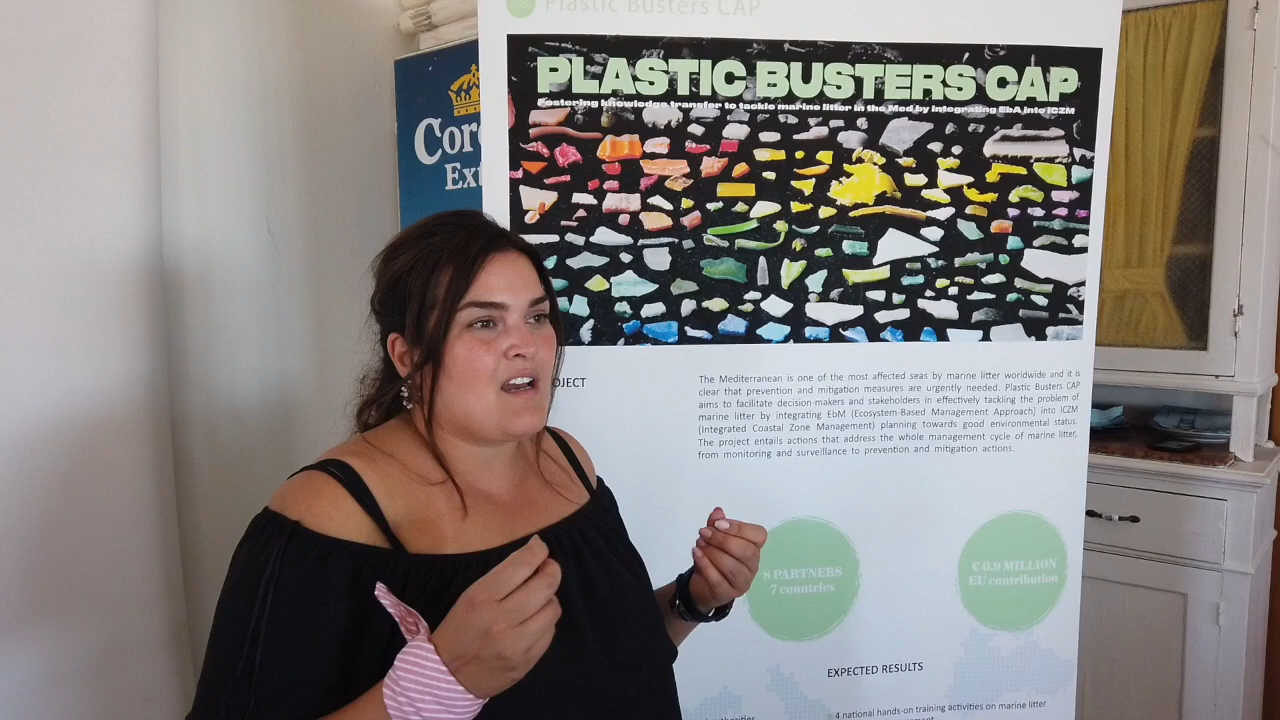 Plastic Busters CAP
PLASTIC BUSTERS CAP
Fostering knowledge transfer to tackle marine litter in the Med by integrating EbA into ICZM
Cor
Ext
OJECT
The Mediterranean is one of the most affected seas by marine litter worldwide and it is
clear that prevention and mitigation measures are urgently needed. Plastic Busters CAP
aims to facilitate decision-makers and stakeholders in effectively tackling the problem of
marine litter by integrating EbM (Ecosystem-Based Management Approach) into ICZM
(Integrated Coastal Zone Management) planning towards good environmental status.
The project entails actions that address the whole management cycle of marine litter,
from monitoring and surveillance to prevention and mitigation actions.
8 PARTNERS
7 countries
€ 0.9 MILLION
EU contribution
EXPECTED RESULTS
4 national hands-on training activities on marine litter